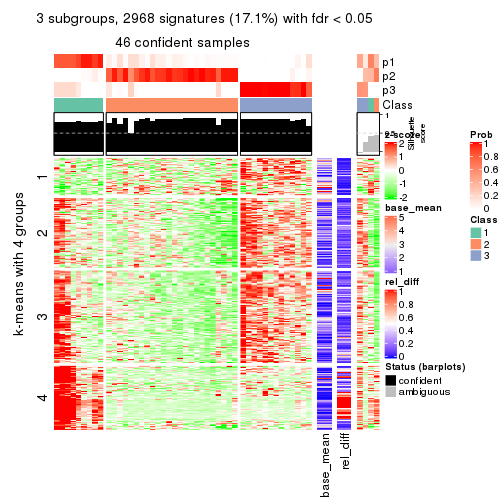 3 subgroups, 2968 signatures (17.1%) with fdr < 0.05
46 confident samples
p1
p2
p3
Class
1
Silhouette
score
k-means with 4 groups
1
2
3
4
base_mean
rel_diff
z-score
2
1
0
-1
-2
base_mean
5
4
3
2
1
rel_diff
1
0.8
0.6
0.4
0.2
0
Status (barplots)
confident
ambiguous
Prob
1
0.8
0.6
0.4
0.2
0
Class
1
2
3